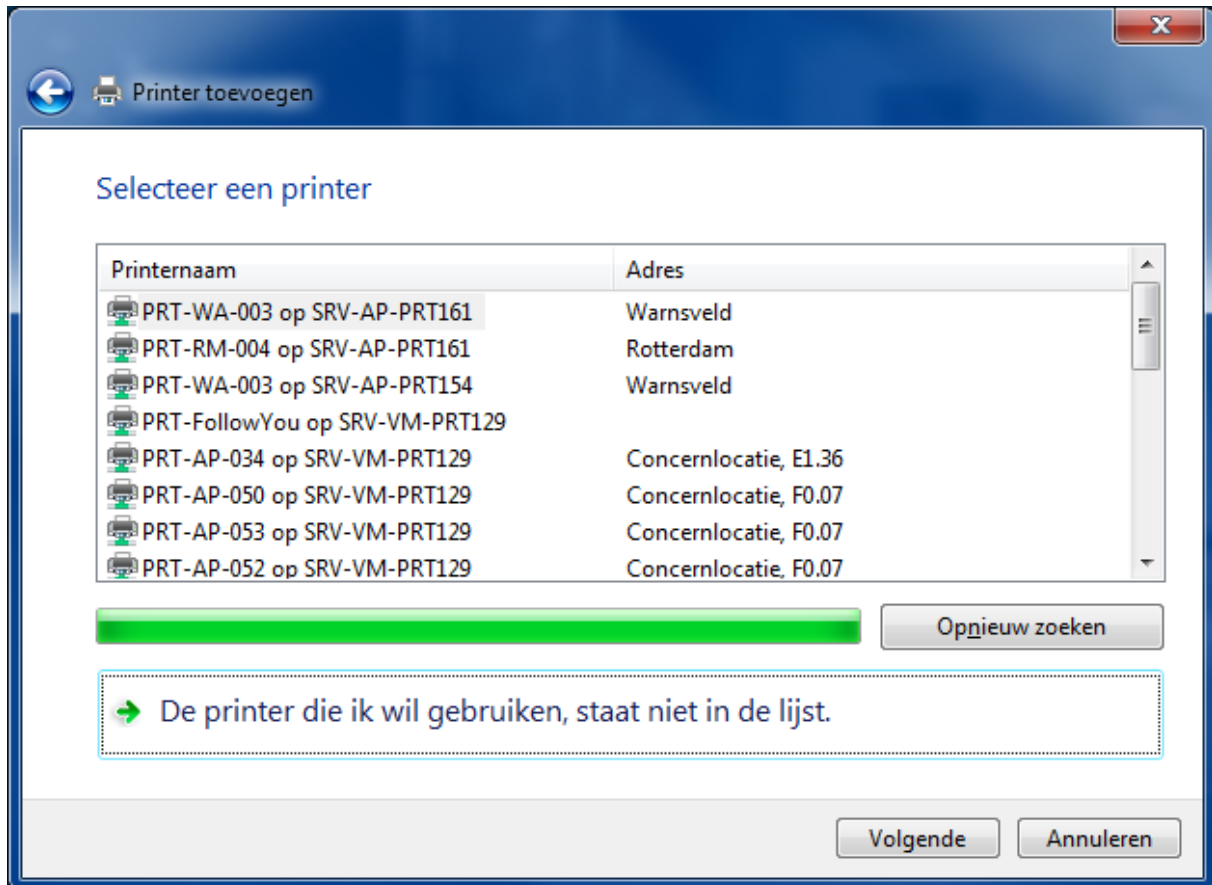 Printer toevoegen
Selecteer een printer
Printernaam Adres
PRT-WA-003 op SRV-AP-PRT161 Warnsveld
PRT-RM-004 op SRV-AP-PRT161 Rotterdam
PRT-WA-003 op SRV-AP-PRT154 Warnsveld
PRT-FollowYou op SRV-VM-PRT129
PRT-AP-034 op SRV-VM-PRT129 Concernlocatie, E1.36
PRT-AP-050 op SRV-VM-PRT129 Concernlocatie, F0.07
PRT-AP-053 op SRV-VM-PRT129 Concernlocatie, F0.07
PRT-AP-052 op SRV-VM-PRT129 Concernlocatie, F0.07
Opnieuw zoeken
De printer die ik wil gebruiken, staat niet in de lijst.
Volgende Annuleren